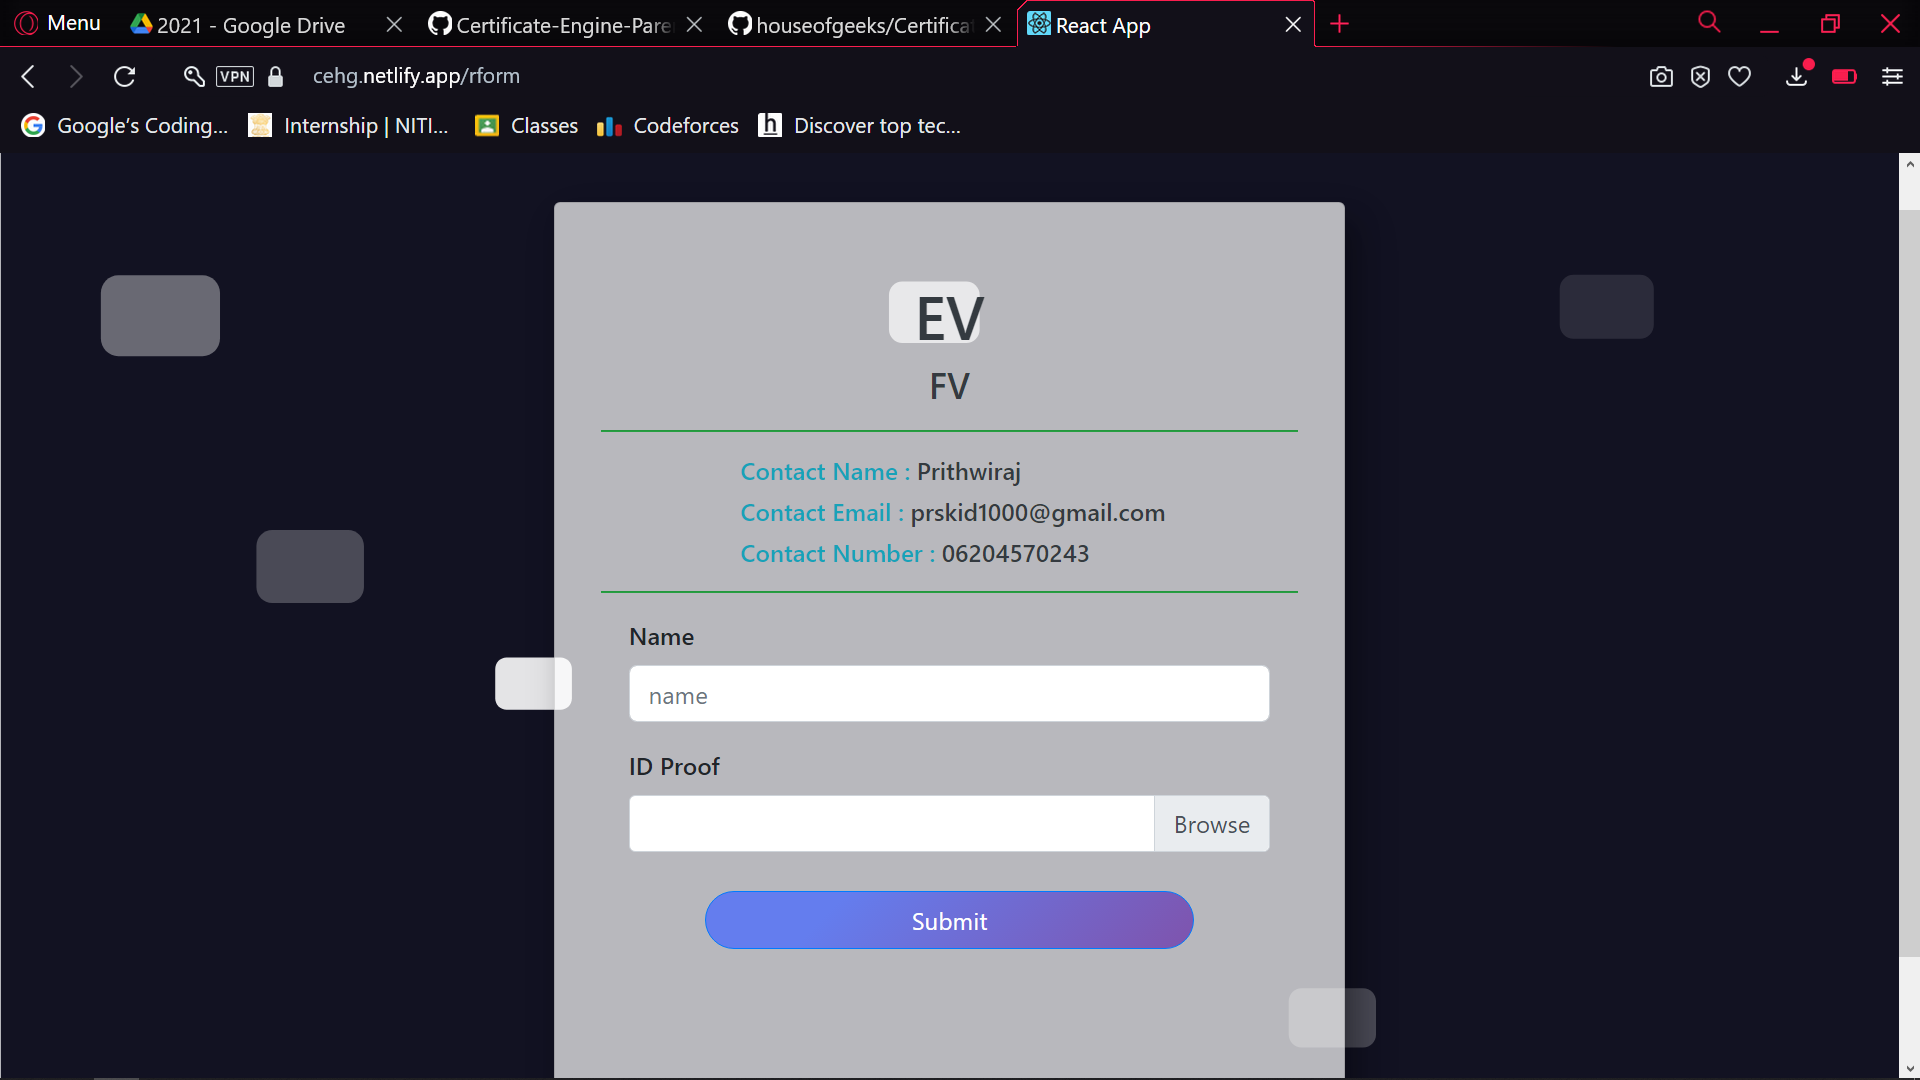 Menu
2021 - Google Drive
Certificate-Engine-Pare
houseofgeeks/Certifica
React App
VPN
cehg.netlify.app/rform
Google’s Coding...
Internship | NITI...
Classes
Codeforces
h
Discover top tec...
EV
FV
Contact Name : Prithwiraj
Contact Email : prskid1000@gmail.com
Contact Number : 06204570243
Name
name
ID Proof
Browse
Submit